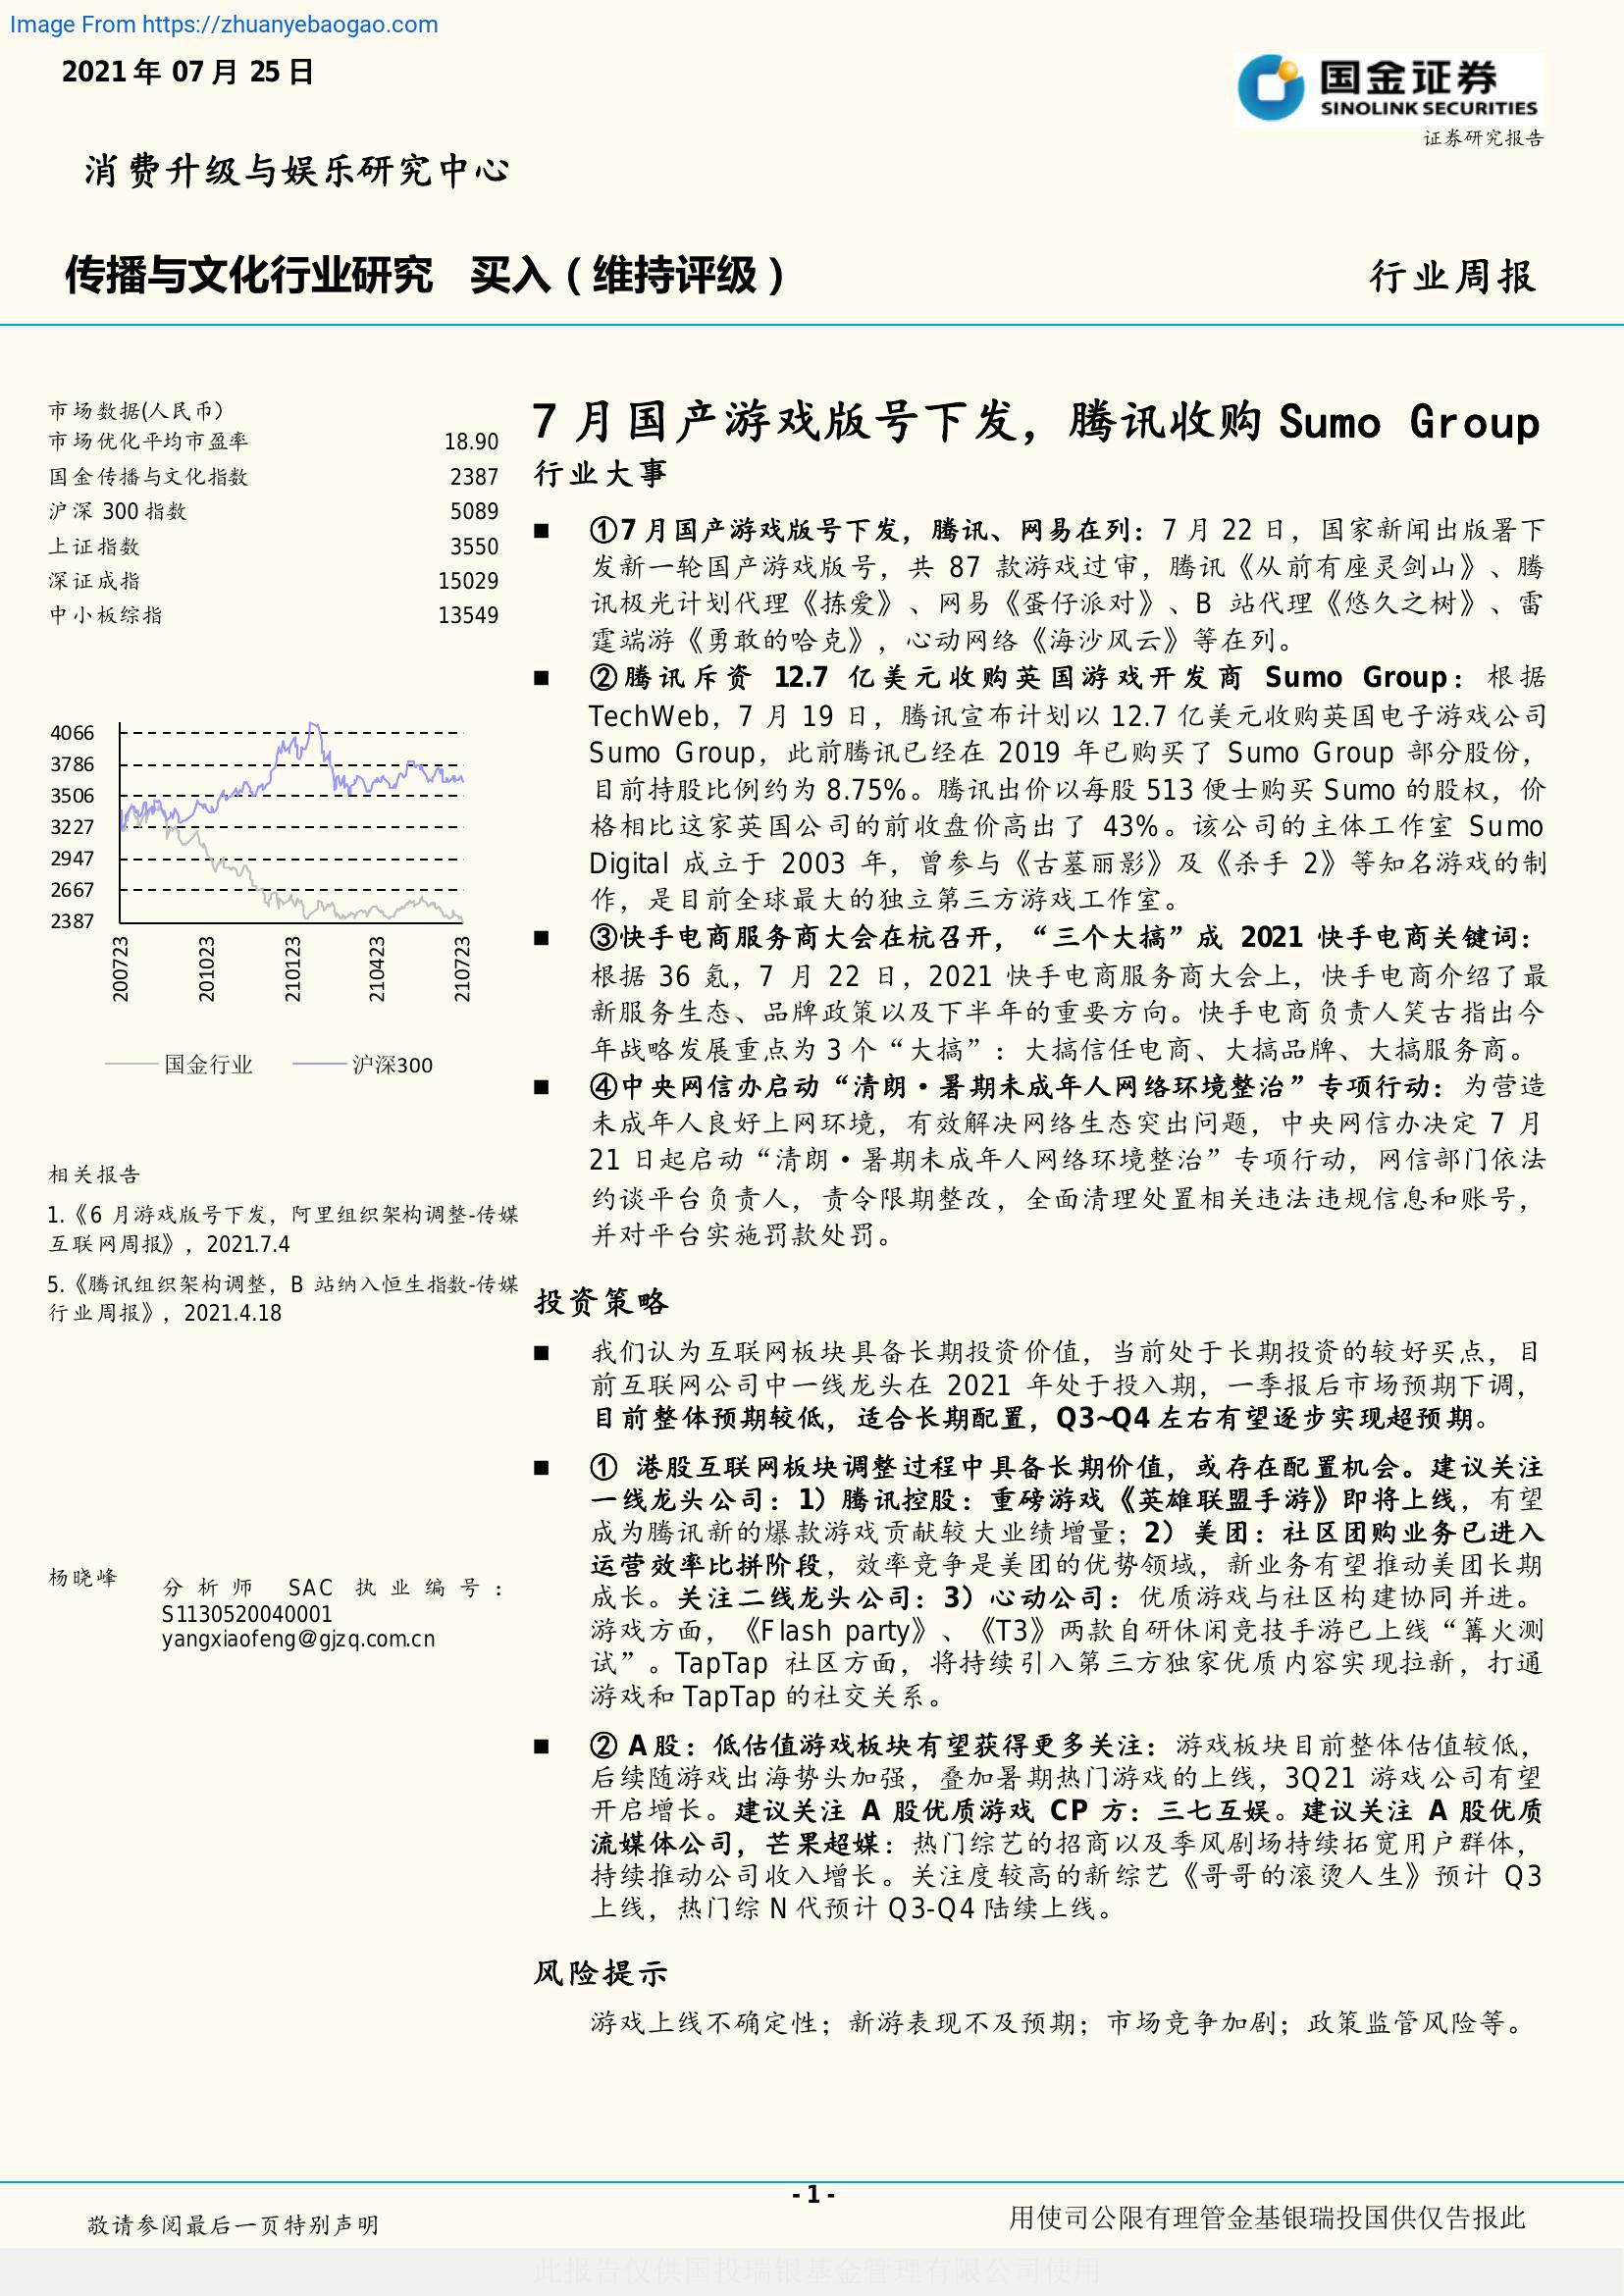 Image From https://zhuanyebaogao.com
2021 年 07 月 25 日
国金证券
SINOLINK SECURITIES
证券研究报告
消费升级与娱乐研究中心
传播与文化行业研究 买入（维持评级）
行业周报
市场数据(人民币）
市场优化平均市盈率 18.90
国金传播与文化指数 2387
沪深 300 指数 5089
上证指数 3550
深证成指 15029
中小板综指 13549
4066
3786
3506
3227
2947
2667
2387
200723
201023
210123
210423
210723
国金行业 沪深300
相关报告
1.《6 月游戏版号下发，阿里组织架构调整-传媒
互联网周报》，2021.7.4
5.《腾讯组织架构调整，B 站纳入恒生指数-传媒
行业周报》，2021.4.18
杨晓峰
分析师 SAC 执业编号：
S1130520040001
yangxiaofeng@gjzq.com.cn
7 月国产游戏版号下发，腾讯收购 Sumo Group
行业大事
■ ①7 月国产游戏版号下发，腾讯、网易在列：7 月 22 日，国家新闻出版署下
发新一轮国产游戏版号，共 87 款游戏过审，腾讯《从前有座灵剑山》、腾
讯极光计划代理《拣爱》、网易《蛋仔派对》、B 站代理《悠久之树》、雷
霆端游《勇敢的哈克》，心动网络《海沙风云》等在列。
■ ②腾讯斥资 12.7 亿美元收购英国游戏开发商 Sumo Group：根据
TechWeb，7 月 19 日，腾讯宣布计划以 12.7 亿美元收购英国电子游戏公司
Sumo Group，此前腾讯已经在 2019 年已购买了 Sumo Group 部分股份，
目前持股比例约为 8.75%。腾讯出价以每股 513 便士购买 Sumo 的股权，价
格相比这家英国公司的前收盘价高出了 43%。该公司的主体工作室 Sumo
Digital 成立于 2003 年，曾参与《古墓丽影》及《杀手 2》等知名游戏的制
作，是目前全球最大的独立第三方游戏工作室。
■ ③快手电商服务商大会在杭召开，“三个大搞”成 2021 快手电商关键词：
根据 36 氪，7 月 22 日，2021 快手电商服务商大会上，快手电商介绍了最
新服务生态、品牌政策以及下半年的重要方向。快手电商负责人笑古指出今
年战略发展重点为 3 个“大搞”：大搞信任电商、大搞品牌、大搞服务商。
■ ④中央网信办启动“清朗·暑期未成年人网络环境整治”专项行动：为营造
未成年人良好上网环境，有效解决网络生态突出问题，中央网信办决定 7 月
21 日起启动“清朗·暑期未成年人网络环境整治”专项行动，网信部门依法
约谈平台负责人，责令限期整改，全面清理处置相关违法违规信息和账号，
并对平台实施罚款处罚。
投资策略
■ 我们认为互联网板块具备长期投资价值，当前处于长期投资的较好买点，目
前互联网公司中一线龙头在 2021 年处于投入期，一季报后市场预期下调，
目前整体预期较低，适合长期配置，Q3~Q4 左右有望逐步实现超预期。
■ ① 港股互联网板块调整过程中具备长期价值，或存在配置机会。建议关注
一线龙头公司：1）腾讯控股：重磅游戏《英雄联盟手游》即将上线，有望
成为腾讯新的爆款游戏贡献较大业绩增量；2）美团：社区团购业务已进入
运营效率比拼阶段，效率竞争是美团的优势领域，新业务有望推动美团长期
成长。关注二线龙头公司：3）心动公司：优质游戏与社区构建协同并进。
游戏方面，《Flash party》、《T3》两款自研休闲竞技手游已上线“篝火测
试”。TapTap 社区方面，将持续引入第三方独家优质内容实现拉新，打通
游戏和 TapTap 的社交关系。
■ ② A 股：低估值游戏板块有望获得更多关注：游戏板块目前整体估值较低，
后续随游戏出海势头加强，叠加暑期热门游戏的上线，3Q21 游戏公司有望
开启增长。建议关注 A 股优质游戏 CP 方：三七互娱。建议关注 A 股优质
流媒体公司，芒果超媒：热门综艺的招商以及季风剧场持续拓宽用户群体，
持续推动公司收入增长。关注度较高的新综艺《哥哥的滚烫人生》预计 Q3
上线，热门综 N 代预计 Q3-Q4 陆续上线。
风险提示
游戏上线不确定性；新游表现不及预期；市场竞争加剧；政策监管风险等。
- 1 -
敬请参阅最后一页特别声明
用使司公限有理管金基银瑞投国供仅告报此
此报告仅供国投瑞银基金管理有限公司使用